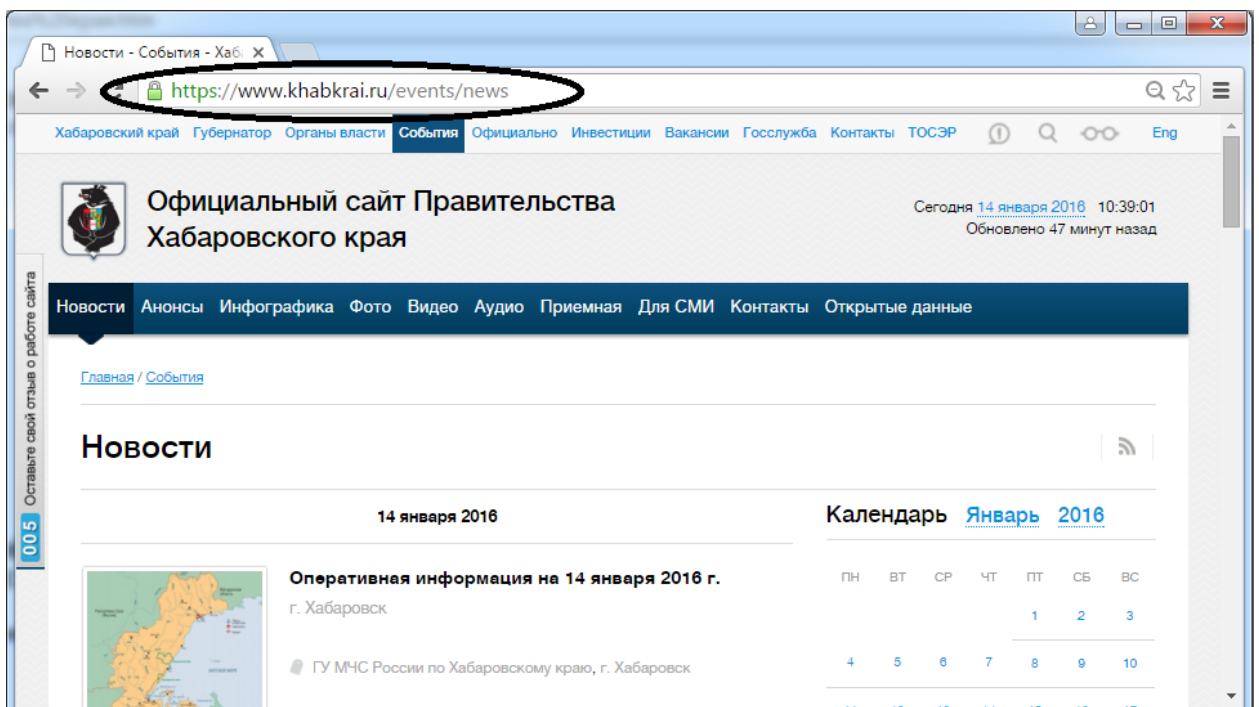 Новости - События - Хаб
https://www.khabkrai.ru/events/news
Хабаровский край Губернатор Органы власти События Официально Инвестиции Вакансии Госслужба Контакты ТОСЭР Eng
Официальный сайт Правительства
Хабаровского края
Сегодня 14 января 2016 10:39:01
Обновлено 47 минут назад
Оставьте свой отзыв о работе сайта
005
Новости Анонсы Инфографика Фото Видео Аудио Приемная Для СМИ Контакты Открытые данные
Главная / События
Новости
14 января 2016
Оперативная информация на 14 января 2016 г.
г. Хабаровск
ГУ МЧС России по Хабаровскому краю, г. Хабаровск
Календарь Январь 2016
ПН ВТ СР ЧТ ПТ СБ ВС
1 2 3
4 5 6 7 8 9 10